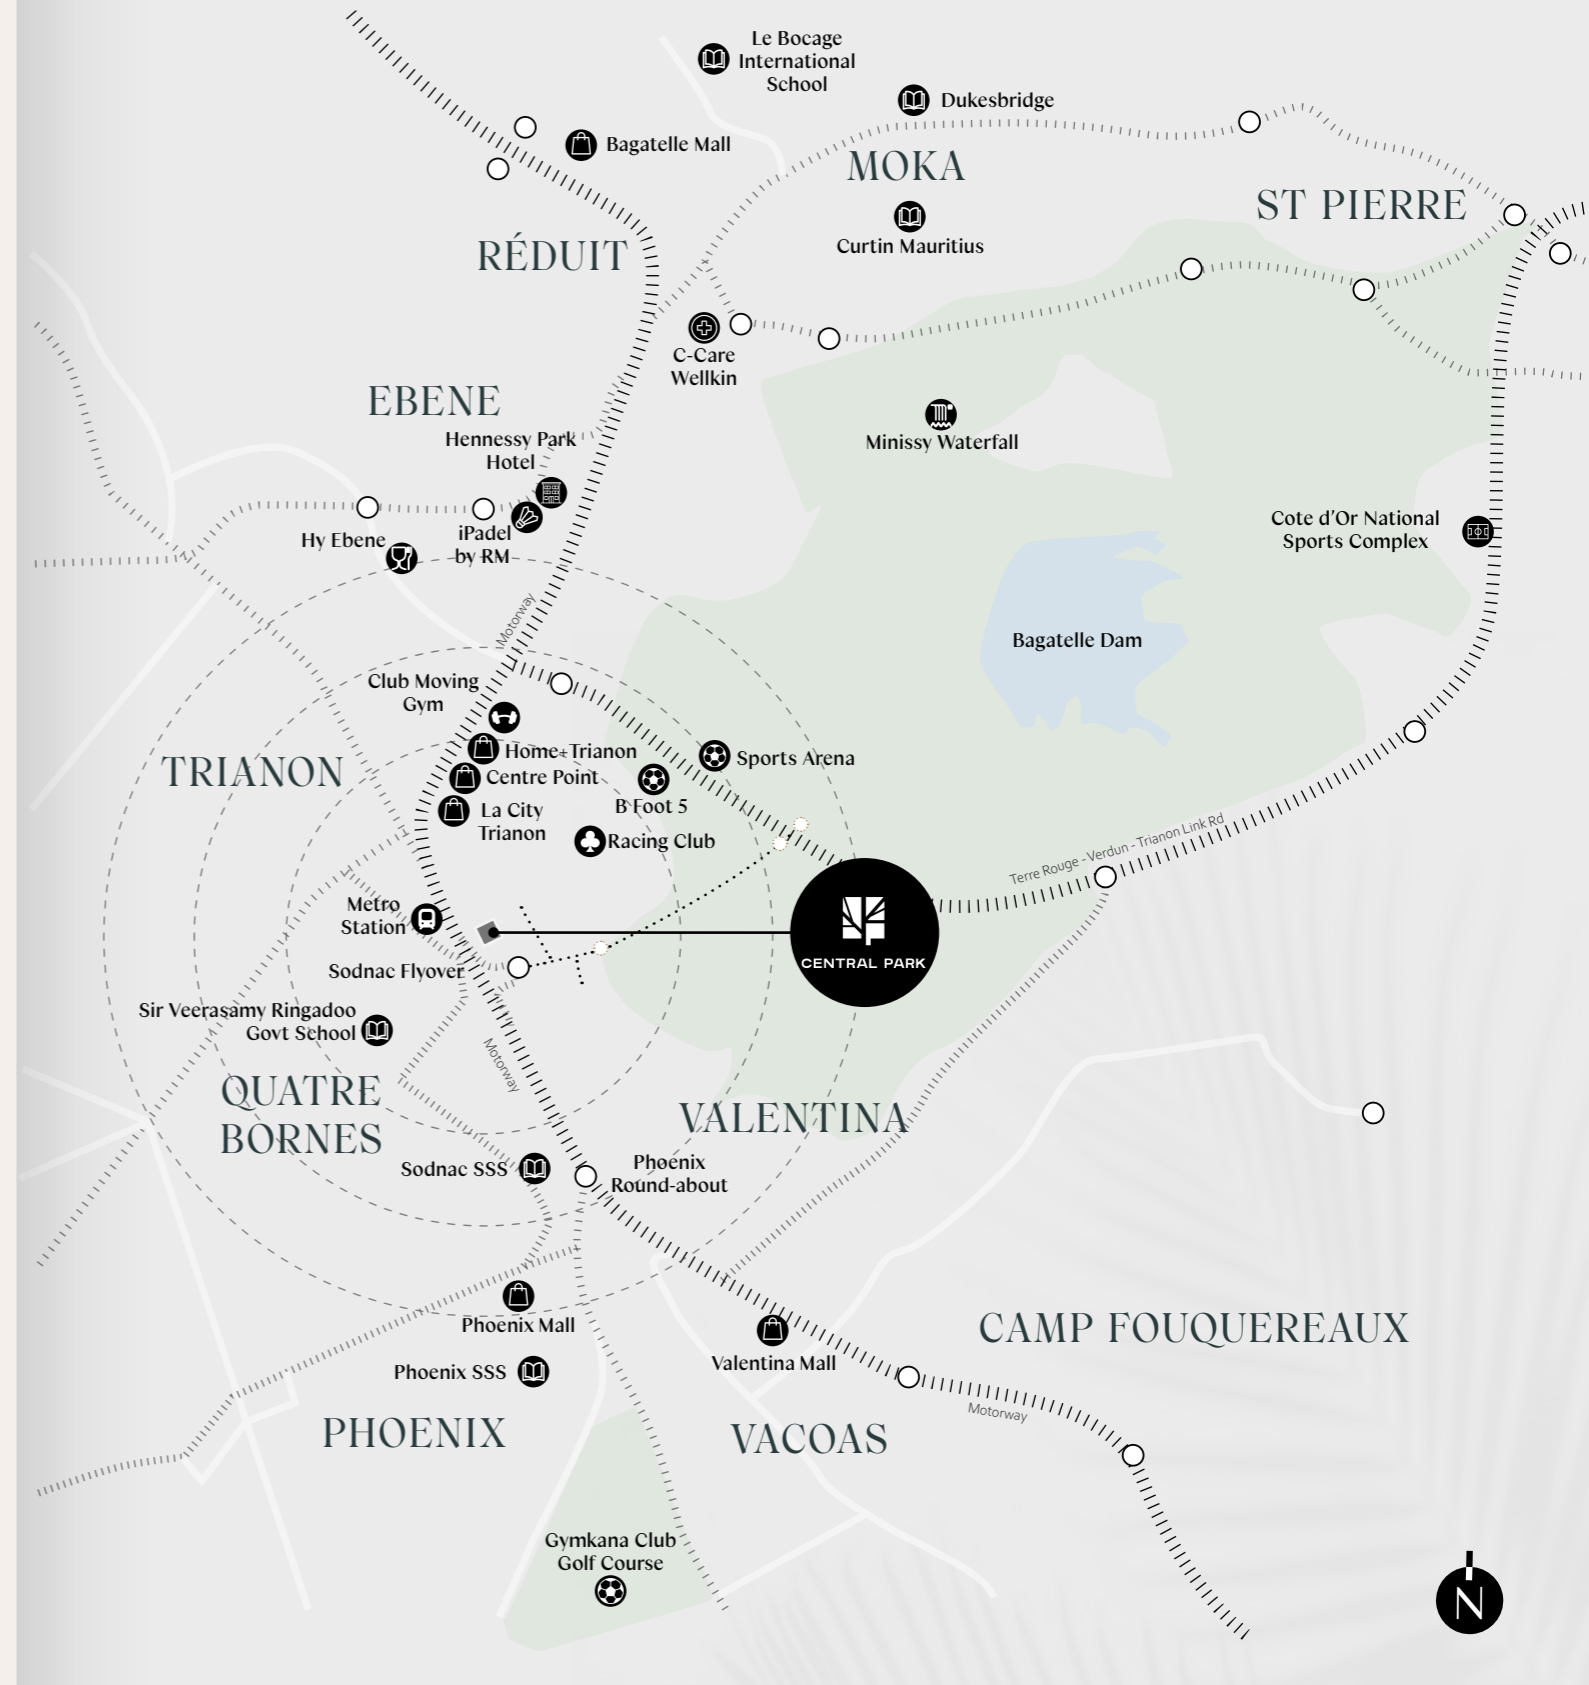 Le Bocage
International
School
Dukesbridge
Bagatelle Mall
MOKA
ST PIERRE
Curtin Mauritius
RÉDUIT
C-Care
Wellkin
EBENE
Hennessy Park
Hotel
Minissy Waterfall
Cote d'Or National
Sports Complex
Hy Ebene
iPadel
by RM
Motorway
Bagatelle Dam
Club Moving
Gym
Home+Trianon
Sports Arena
TRIANON
Centre Point
B Foot 5
La City
Trianon
Racing Club
Terre Rouge - Verdun - Trianon Link Rd
Metro
Station
CENTRAL PARK
Sodnac Flyover
Sir Veerasamy Ringadoo
Govt School
Motorway
QUATRE
BORNES
VALENTINA
Sodnac SSS
Phoenix
Round-about
Phoenix Mall
CAMP FOUQUEREAUX
Valentina Mall
Phoenix SSS
Motorway
PHOENIX
VACOAS
Gymkana Club
Golf Course
N